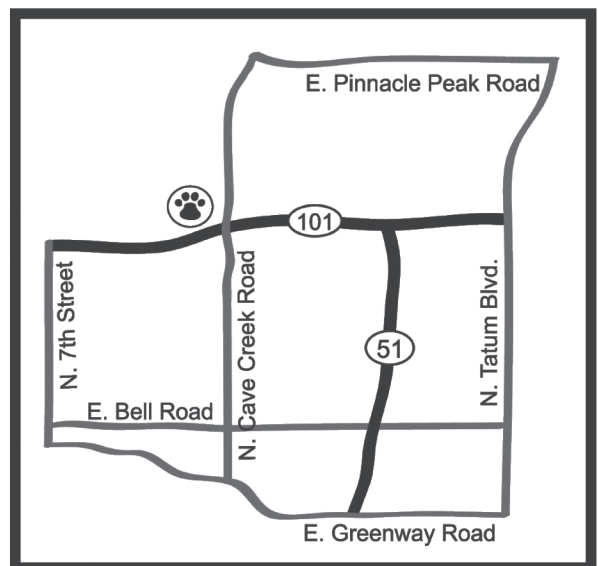 E. Pinnacle Peak Road
101
N. 7th Street
N. Cave Creek Road
N. Tatum Blvd.
51
E. Bell Road
E. Greenway Road